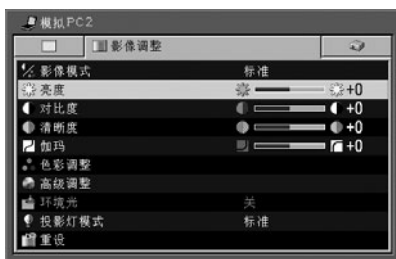 模拟PC2
影像调整
影像模式 标准
亮度 +0
对比度 +0
清晰度 +0
伽玛 +0
色彩调整
高级调整
环境光 关
投影灯模式 标准
重设